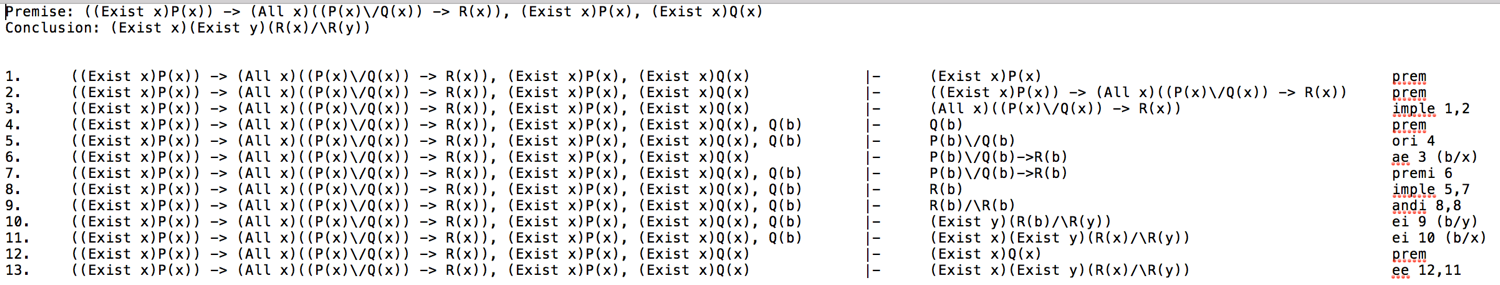 Premise: ((Exist x)P(x)) -> (All x)((P(x)\/Q(x)) -> R(x)), (Exist x)P(x), (Exist x)Q(x)
Conclusion: (Exist x)(Exist y)(R(x)/\R(y))
1. ((Exist x)P(x)) -> (All x)((P(x)\/Q(x)) -> R(x)), (Exist x)P(x), (Exist x)Q(x) |- (Exist x)P(x) prem
2. ((Exist x)P(x)) -> (All x)((P(x)\/Q(x)) -> R(x)), (Exist x)P(x), (Exist x)Q(x) |- ((Exist x)P(x)) -> (All x)((P(x)\/Q(x)) -> R(x)) prem
3. ((Exist x)P(x)) -> (All x)((P(x)\/Q(x)) -> R(x)), (Exist x)P(x), (Exist x)Q(x) |- (All x)((P(x)\/Q(x)) -> R(x)) imple 1,2
4. ((Exist x)P(x)) -> (All x)((P(x)\/Q(x)) -> R(x)), (Exist x)P(x), (Exist x)Q(x), Q(b) |- Q(b) prem
5. ((Exist x)P(x)) -> (All x)((P(x)\/Q(x)) -> R(x)), (Exist x)P(x), (Exist x)Q(x), Q(b) |- P(b)\/Q(b) ori 4
6. ((Exist x)P(x)) -> (All x)((P(x)\/Q(x)) -> R(x)), (Exist x)P(x), (Exist x)Q(x) |- P(b)\/Q(b)->R(b) ae 3 (b/x)
7. ((Exist x)P(x)) -> (All x)((P(x)\/Q(x)) -> R(x)), (Exist x)P(x), (Exist x)Q(x), Q(b) |- P(b)\/Q(b)->R(b) premi 6
8. ((Exist x)P(x)) -> (All x)((P(x)\/Q(x)) -> R(x)), (Exist x)P(x), (Exist x)Q(x), Q(b) |- R(b) imple 5,7
9. ((Exist x)P(x)) -> (All x)((P(x)\/Q(x)) -> R(x)), (Exist x)P(x), (Exist x)Q(x), Q(b) |- R(b)/\R(b) andi 8,8
10. ((Exist x)P(x)) -> (All x)((P(x)\/Q(x)) -> R(x)), (Exist x)P(x), (Exist x)Q(x), Q(b) |- (Exist y)(R(b)/\R(y)) ei 9 (b/y)
11. ((Exist x)P(x)) -> (All x)((P(x)\/Q(x)) -> R(x)), (Exist x)P(x), (Exist x)Q(x), Q(b) |- (Exist x)(Exist y)(R(x)/\R(y)) ei 10 (b/x)
12. ((Exist x)P(x)) -> (All x)((P(x)\/Q(x)) -> R(x)), (Exist x)P(x), (Exist x)Q(x) |- (Exist x)Q(x) prem
13. ((Exist x)P(x)) -> (All x)((P(x)\/Q(x)) -> R(x)), (Exist x)P(x), (Exist x)Q(x) |- (Exist x)(Exist y)(R(x)/\R(y)) ee 12,11